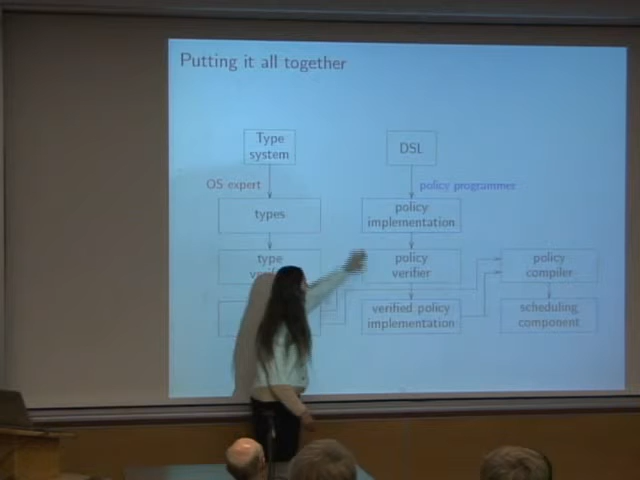 Putting it all together
Type
system
DSL
OS expert
policy programmer
types
policy
implementation
type
policy
verifier
policy
compiler
verified policy
implementation
scheduling
component